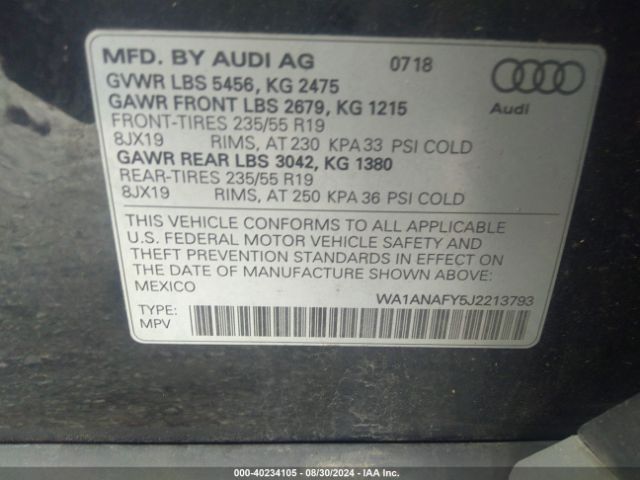 MFD. BY AUDI AG 0718
GVWR LBS 5456, KG 2475
GAWR FRONT LBS 2679, KG 1215
Audi
FRONT-TIRES 235/55 R19
8JX19 RIMS, AT 230 KPA 33 PSI COLD
GAWR REAR LBS 3042, KG 1380
REAR-TIRES 235/55 R19
8JX19 RIMS, AT 250 KPA 36 PSI COLD
THIS VEHICLE CONFORMS TO ALL APPLICABLE
U.S. FEDERAL MOTOR VEHICLE SAFETY AND
THEFT PREVENTION STANDARDS IN EFFECT ON
THE DATE OF MANUFACTURE SHOWN ABOVE.
MEXICO
WA1ANAFY5J2213793
TYPE:
MPV
000-40234105 - 08/30/2024 - IAA Inc.